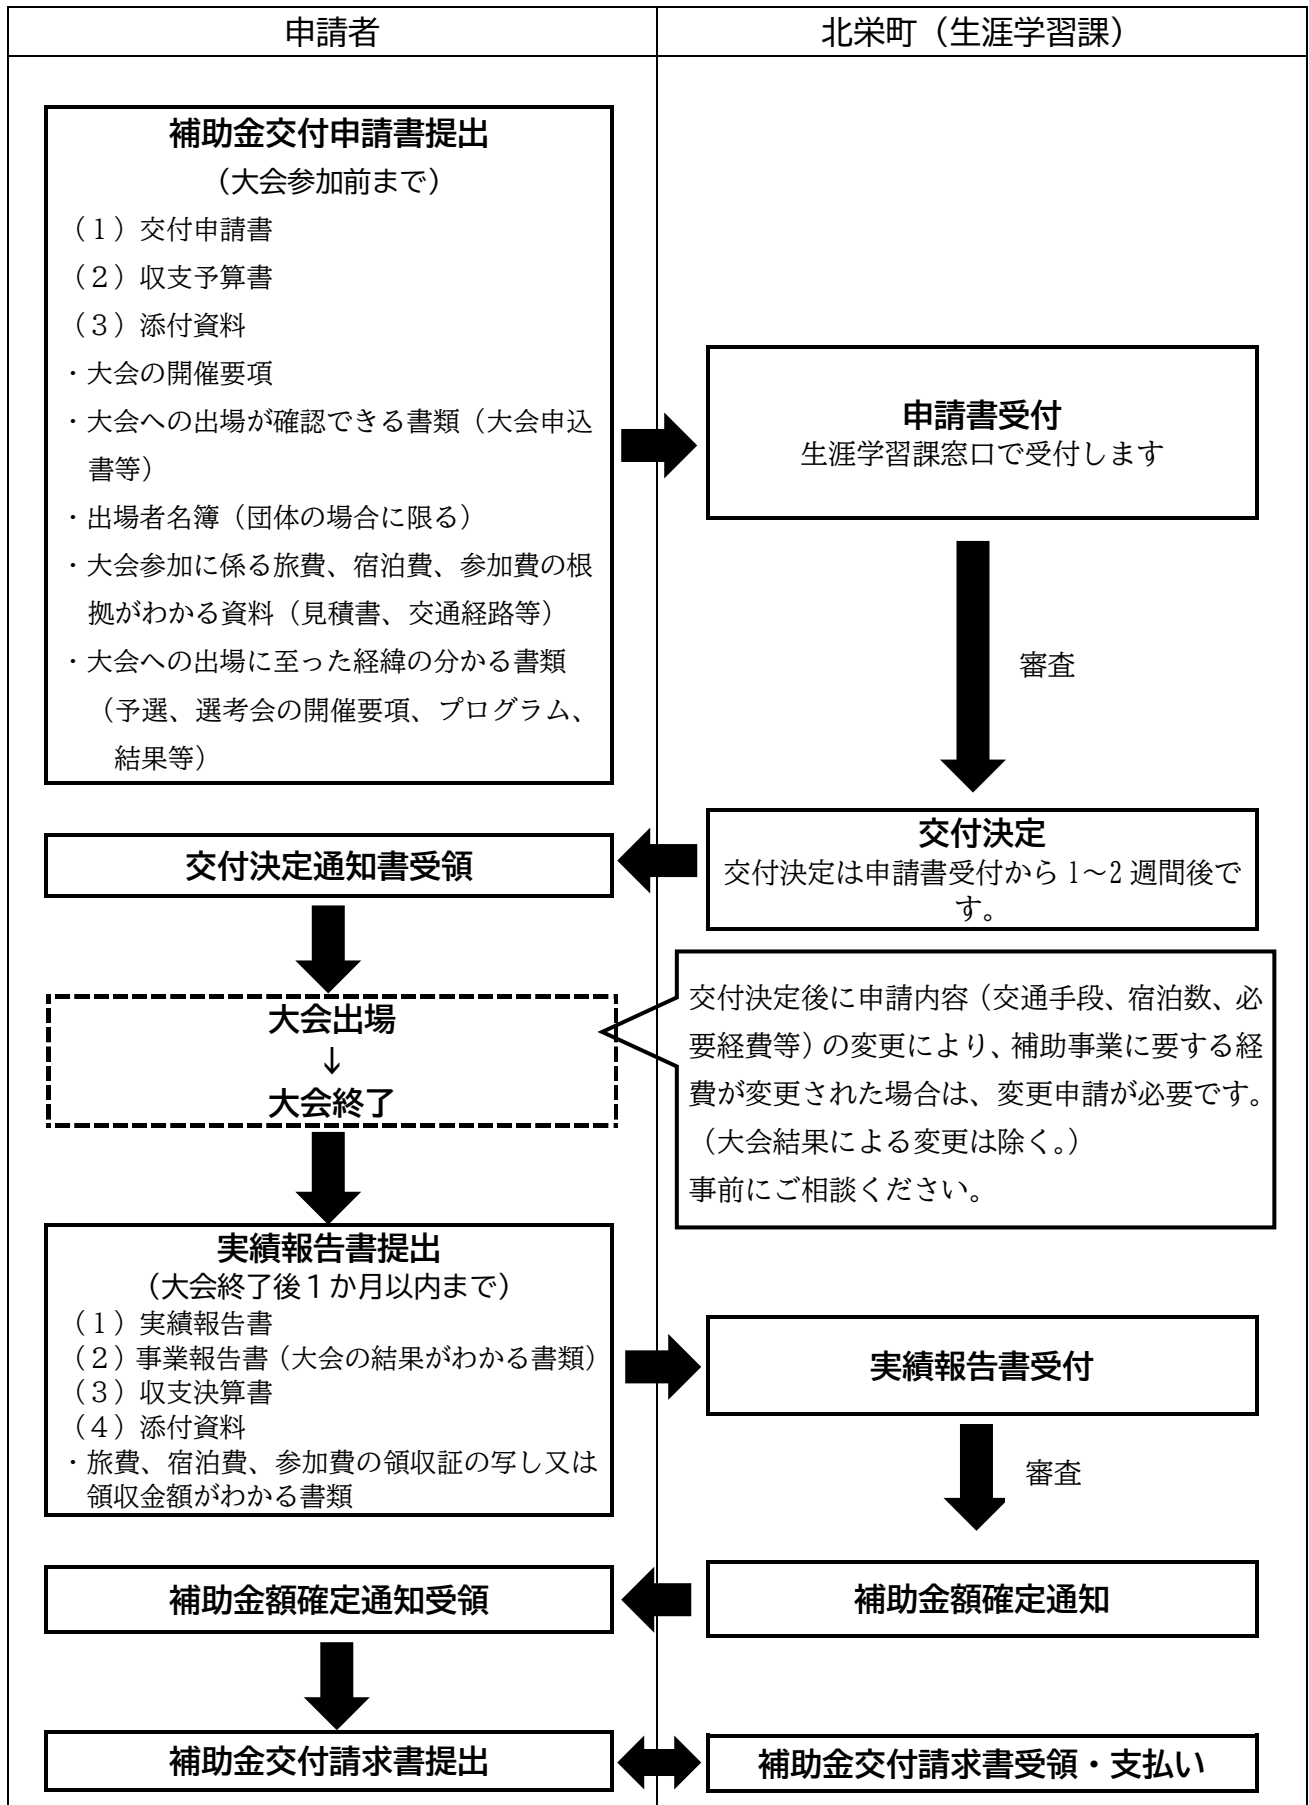 申請者
北栄町（生涯学習課）
補助金交付申請書提出
（大会参加前まで）
（１）交付申請書
（２）収支予算書
（３）添付資料
・大会の開催要項
・大会への出場が確認できる書類（大会申込
書等）
・出場者名簿（団体の場合に限る）
・大会参加に係る旅費、宿泊費、参加費の根
拠がわかる資料（見積書、交通経路等）
・大会への出場に至った経緯の分かる書類
（予選、選考会の開催要項、プログラム、
結果等）
申請書受付
生涯学習課窓口で受付します
審査
交付決定
交付決定は申請書受付から 1～2 週間後で
す。
交付決定通知書受領
大会出場
↓
大会終了
交付決定後に申請内容（交通手段、宿泊数、必
要経費等）の変更により、補助事業に要する経
費が変更された場合は、変更申請が必要です。
（大会結果による変更は除く。）
事前にご相談ください。
実績報告書提出
（大会終了後１か月以内まで）
（１）実績報告書
（２）事業報告書（大会の結果がわかる書類）
（３）収支決算書
（４）添付資料
・旅費、宿泊費、参加費の領収証の写し又は
領収金額がわかる書類
実績報告書受付
審査
補助金額確定通知
補助金額確定通知受領
補助金交付請求書提出
補助金交付請求書受領・支払い